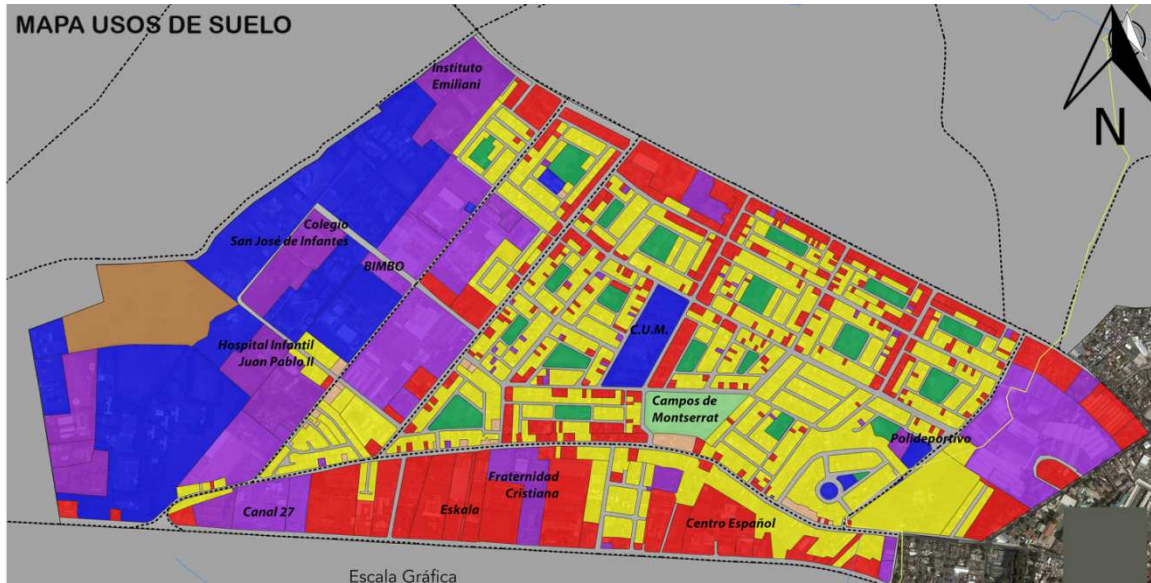 MAPA USOS DE SUELO
N
Instituto
Emiliani
Colegio
San José de Infantes
BIMBO
C.U.M.
Hospital Infantil
Juan Pablo II
Campos de
Montserrat
Polideportivo
Fraternidad
Cristiana
Canal 27
Eskala
Centro Español
Escala Gráfica